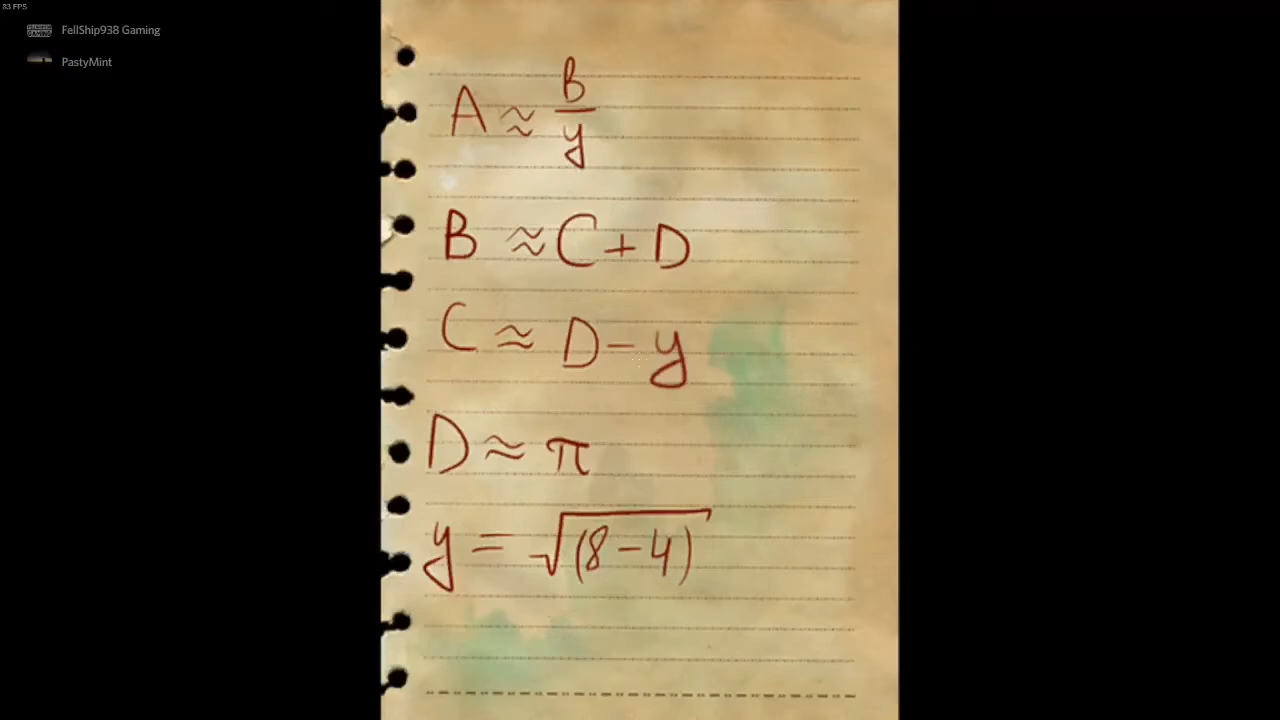 83 FPS
FellShip938 Gaming
PastyMint
A ≈ B/y
B ≈ C + D
C ≈ D - y
D ≈ π
y = √(8-4)